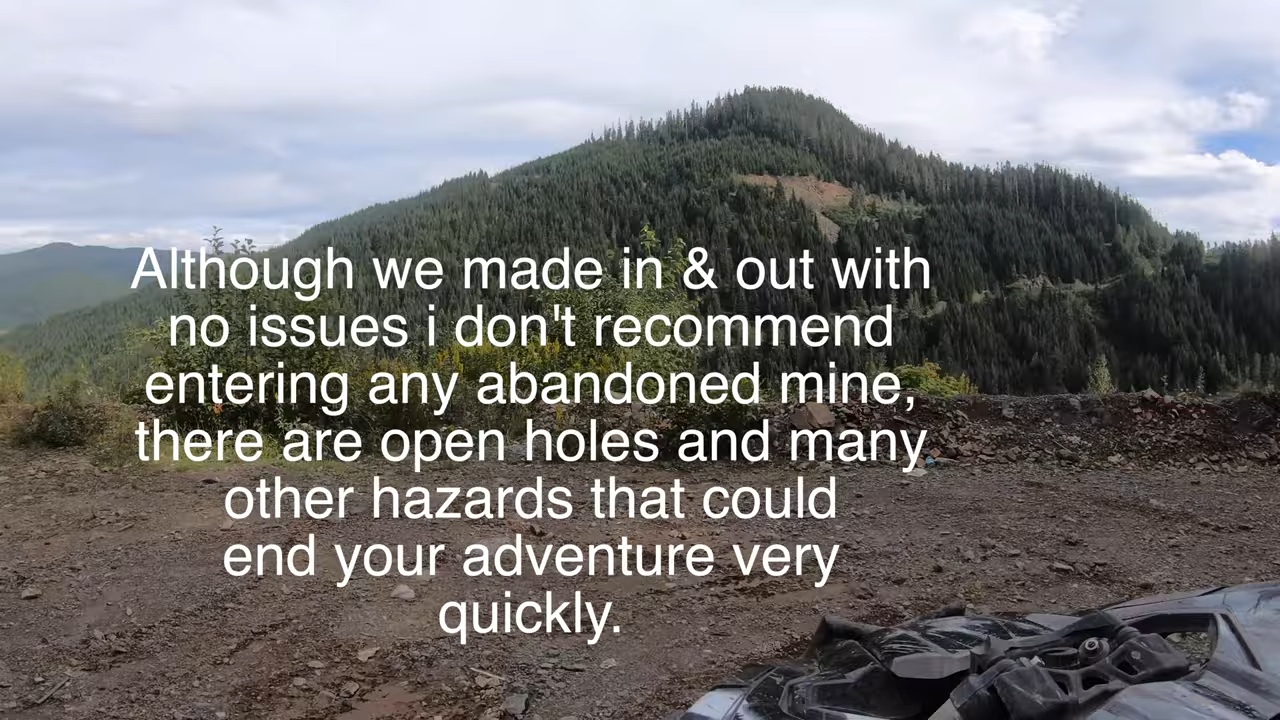 Although we made in & out with
no issues i don't recommend
entering any abandoned mine,
there are open holes and many
other hazards that could
end your adventure very
quickly.